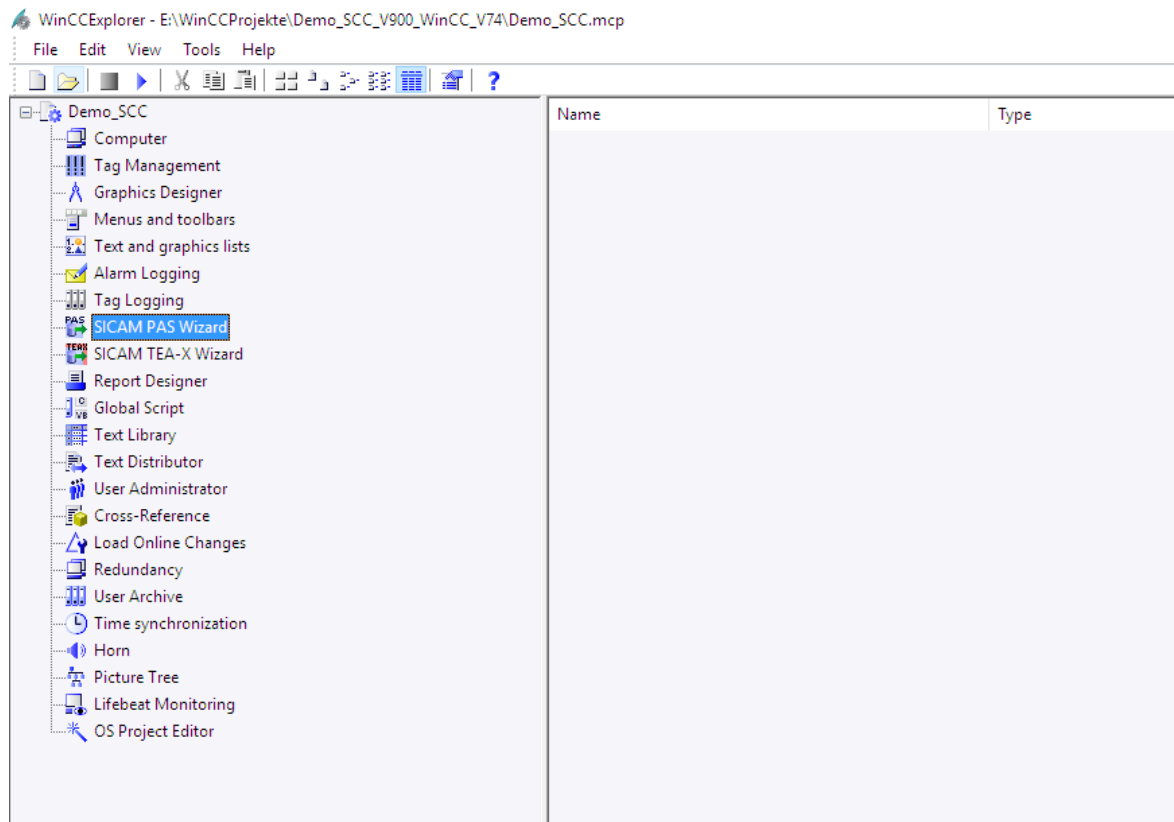 WinCCExplorer - E:\WinCCProjekte\Demo_SCC_V900_WinCC_V74\Demo_SCC.mcp
File Edit View Tools Help
Demo_SCC
Name Type
Computer
Tag Management
Graphics Designer
Menus and toolbars
Text and graphics lists
Alarm Logging
Tag Logging
PAS SICAM PAS Wizard
TEAX SICAM TEA-X Wizard
Report Designer
Global Script
Text Library
Text Distributor
User Administrator
Cross-Reference
Load Online Changes
Redundancy
User Archive
Time synchronization
Horn
Picture Tree
Lifebeat Monitoring
OS Project Editor